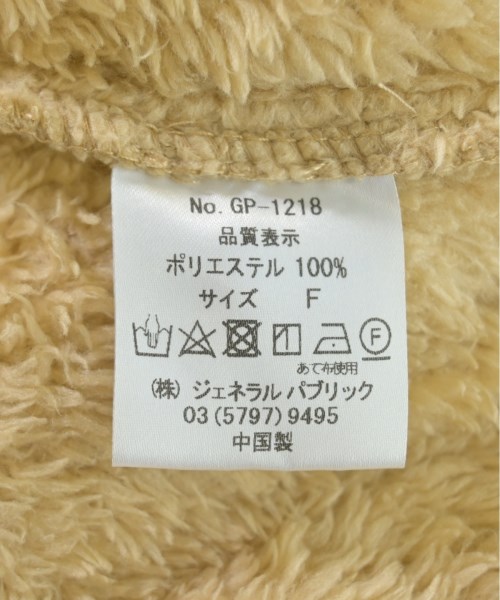 No. GP-1218
品質表示
ポリエステル 100%
サイズ F
F
あて布使用
(株) ジェネラル パブリック
03 (5797) 9495
中国製